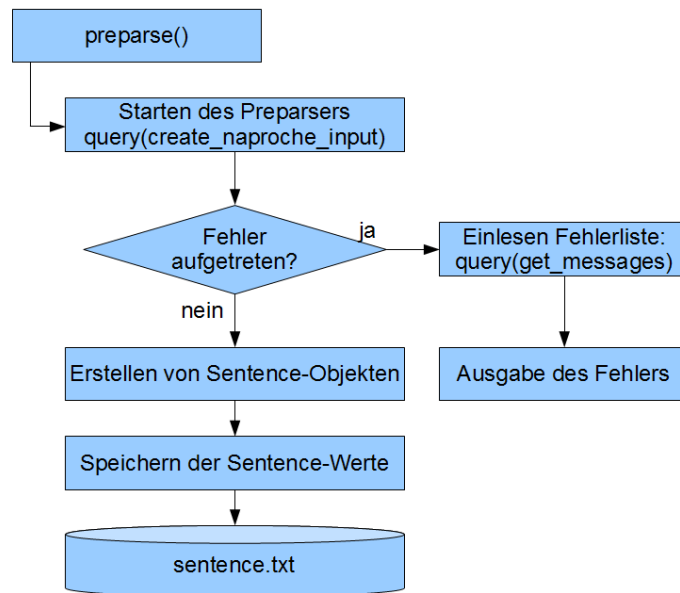 preparse()
Starten des Preparsers
query(create_naproche_input)
Fehler
aufgetreten?
ja
Einlesen Fehlerliste:
query(get_messages)
nein
Erstellen von Sentence-Objekten
Ausgabe des Fehlers
Speichern der Sentence-Werte
sentence.txt